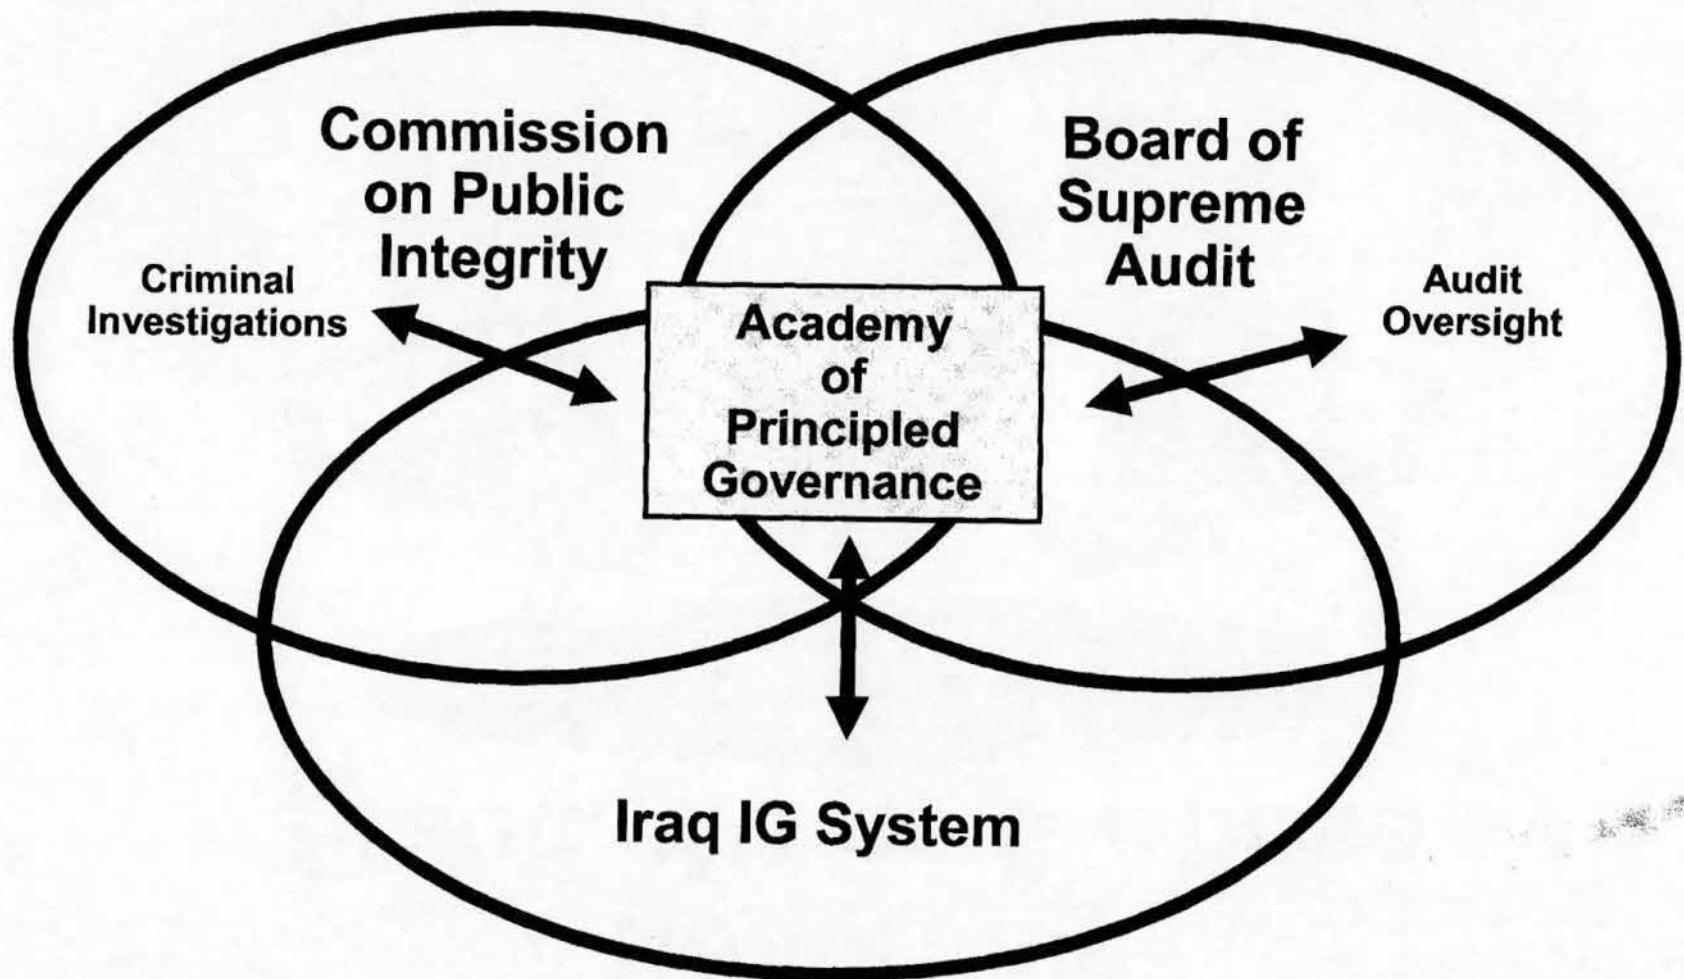 Commission
on Public
Integrity
Criminal
Investigations
Board of
Supreme
Audit
Audit
Oversight
Academy
of
Principled
Governance
Iraq IG System